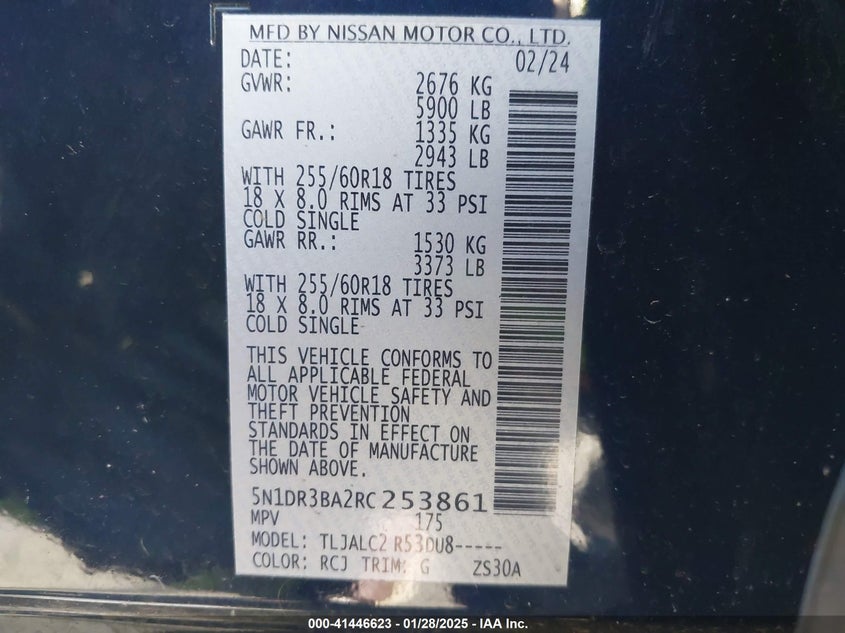 MFD BY NISSAN MOTOR CO., LTD.
DATE: 02/24
GVWR: 2676 KG
5900 LB
GAWR FR.: 1335 KG
2943 LB
WITH 255/60R18 TIRES
18 X 8.0 RIMS AT 33 PSI
COLD SINGLE
GAWR RR.: 1530 KG
3373 LB
WITH 255/60R18 TIRES
18 X 8.0 RIMS AT 33 PSI
COLD SINGLE
THIS VEHICLE CONFORMS TO
ALL APPLICABLE FEDERAL
MOTOR VEHICLE SAFETY AND
THEFT PREVENTION
STANDARDS IN EFFECT ON
THE DATE OF MANUFACTURE
SHOWN ABOVE.
5N1DR3BA2RC253861
MPV 175
MODEL: TLJALC2 R53DU8-----
COLOR: RCJ TRIM: G ZS30A
000-41446623 - 01/28/2025 - IAA Inc.